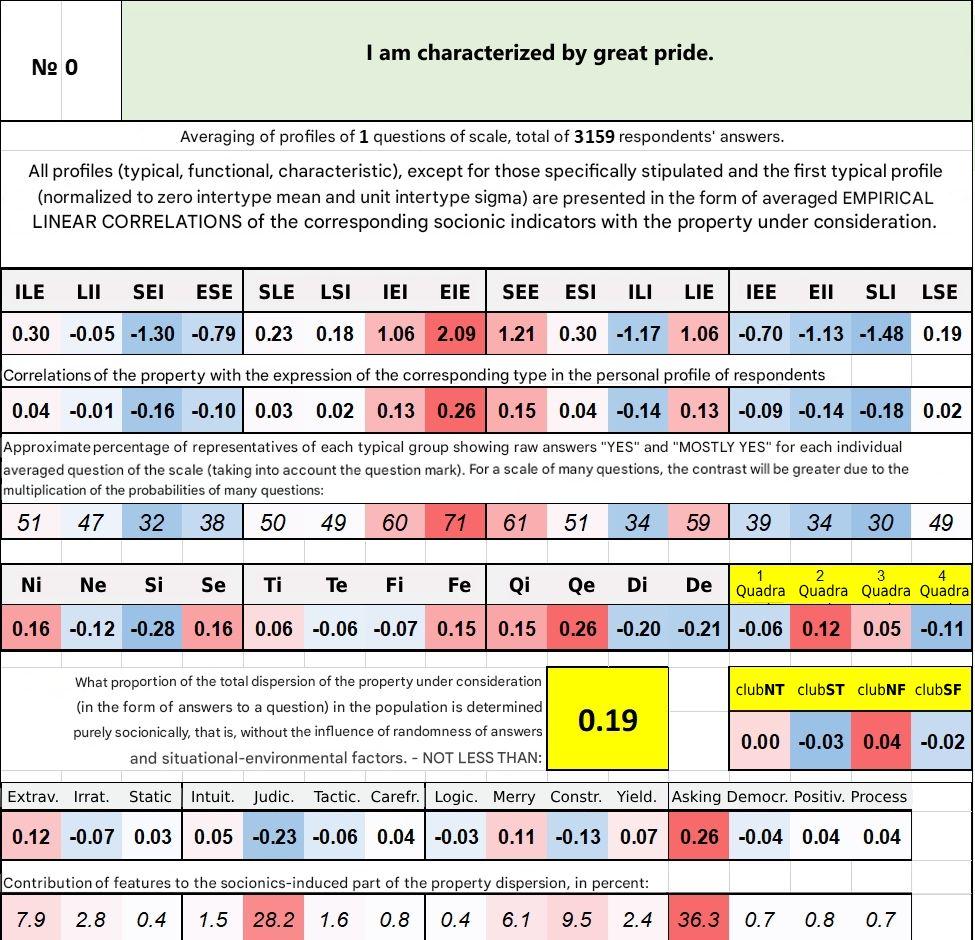 № 0
I am characterized by great pride.
Averaging of profiles of 1 questions of scale, total of 3159 respondents' answers.
All profiles (typical, functional, characteristic), except for those specifically stipulated and the first typical profile
(normalized to zero intertype mean and unit intertype sigma) are presented in the form of averaged EMPIRICAL
LINEAR CORRELATIONS of the corresponding socionic indicators with the property under consideration.
ILE LII SEI ESE SLE LSI IEI EIE SEE ESI ILI LIE IEE EII SLI LSE
0.30 -0.05 -1.30 -0.79 0.23 0.18 1.06 2.09 1.21 0.30 -1.17 1.06 -0.70 -1.13 -1.48 0.19
Correlations of the property with the expression of the corresponding type in the personal profile of respondents
0.04 -0.01 -0.16 -0.10 0.03 0.02 0.13 0.26 0.15 0.04 -0.14 0.13 -0.09 -0.14 -0.18 0.02
Approximate percentage of representatives of each typical group showing raw answers "YES" and "MOSTLY YES" for each individual
averaged question of the scale (taking into account the question mark). For a scale of many questions, the contrast will be greater due to the
multiplication of the probabilities of many questions:
51 47 32 38 50 49 60 71 61 51 34 59 39 34 30 49
Ni Ne Si Se Ti Te Fi Fe Qi Qe Di De 1 Quadra 2 Quadra 3 Quadra 4 Quadra
0.16 -0.12 -0.28 0.16 0.06 -0.06 -0.07 0.15 0.15 0.26 -0.20 -0.21 -0.06 0.12 0.05 -0.11
What proportion of the total dispersion of the property under consideration
(in the form of answers to a question) in the population is determined
purely socionically, that is, without the influence of randomness of answers
and situational-environmental factors. - NOT LESS THAN:
0.19
clubNT clubST clubNF clubSF
0.00 -0.03 0.04 -0.02
Extrav. Irrat. Static Intuit. Judic. Tactic. Carefr. Logic. Merry Constr. Yield. Asking Democr. Positiv. Process
0.12 -0.07 0.03 0.05 -0.23 -0.06 0.04 -0.03 0.11 -0.13 0.07 0.26 -0.04 0.04 0.04
Contribution of features to the socionics-induced part of the property dispersion, in percent:
7.9 2.8 0.4 1.5 28.2 1.6 0.8 0.4 6.1 9.5 2.4 36.3 0.7 0.8 0.7